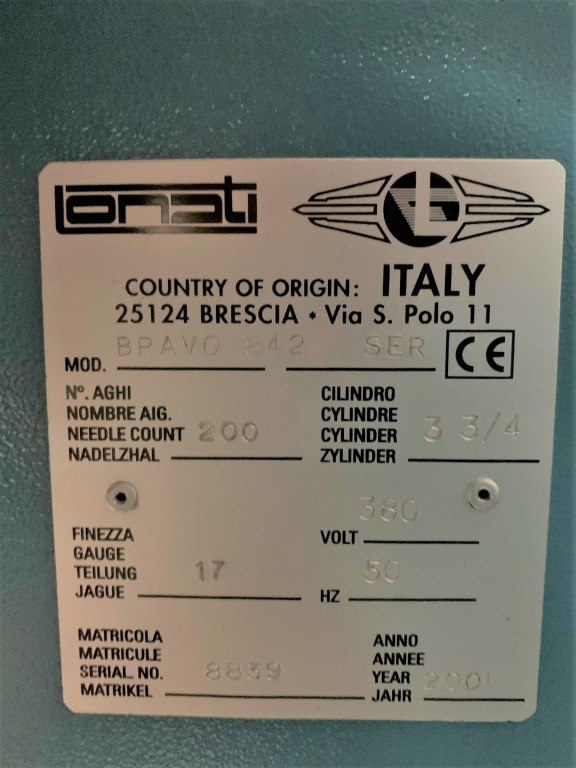 Lonati
COUNTRY OF ORIGIN: ITALY
25124 BRESCIA • Via S. Polo 11
MOD. BRAVO 842 SER CE
N°. AGHI
NOMBRE AIG.
NEEDLE COUNT 200
NADELZHAL
CILINDRO
CYLINDRE
CYLINDER 3 3/4
ZYLINDER
FINEZZA
GAUGE
TEILUNG 17
JAGUE
VOLT 380
HZ 50
MATRICOLA
MATRICULE
SERIAL NO. 8839
MATRIKEL
ANNO
ANNEE
YEAR 2001
JAHR